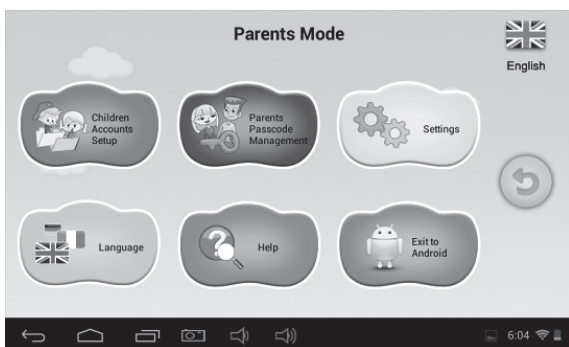 Parents Mode
English
Children
Accounts
Setup
Parents
Passcode
Management
Settings
Language
Help
Exit to
Android
6:04